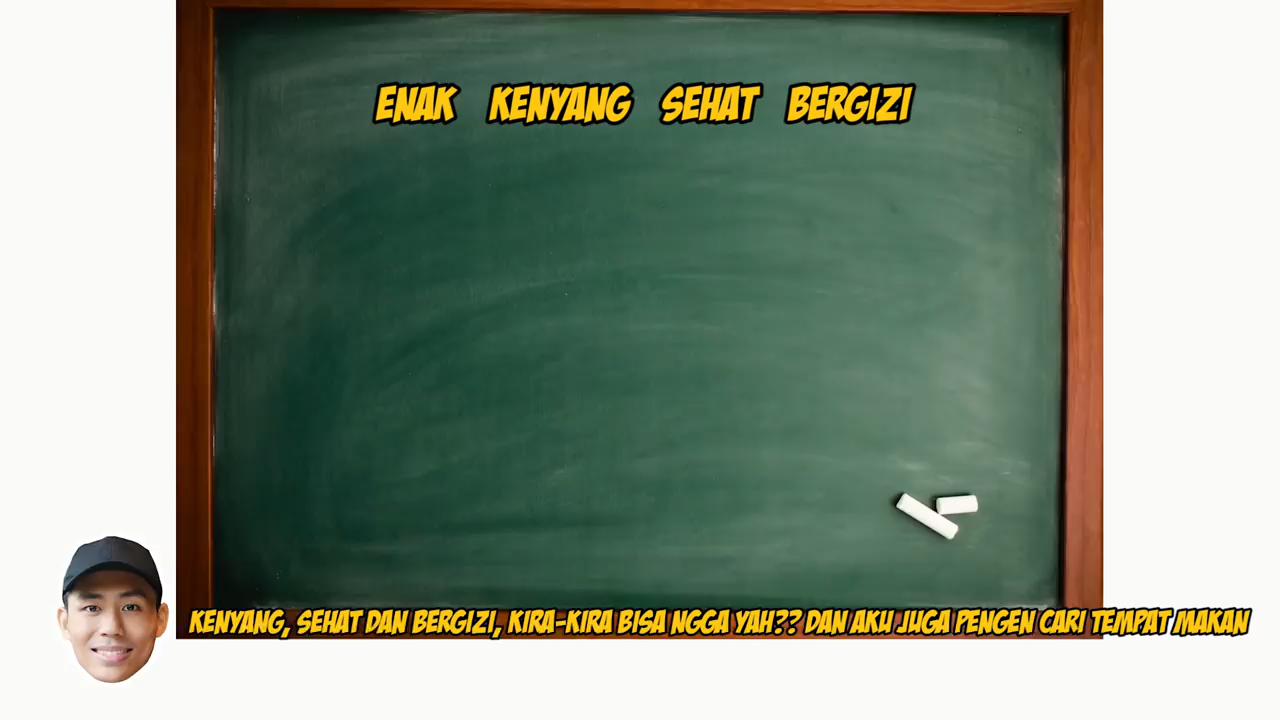 ENAK KENYANG SEHAT BERGIZI
KENYANG, SEHAT DAN BERGIZI, KIRA-KIRA BISA NGGA YAH?? DAN AKU JUGA PENGEN CARI TEMPAT MAKAN